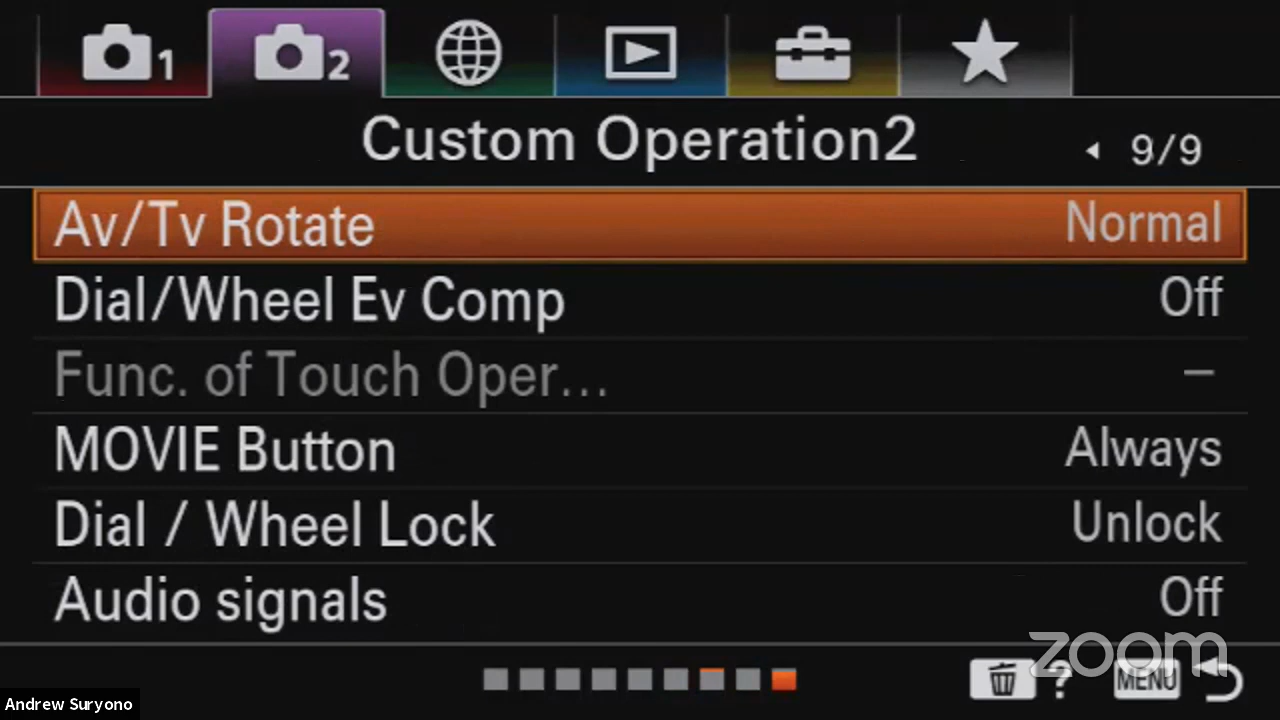 1
2
Custom Operation2
9/9
Av/Tv Rotate Normal
Dial/Wheel Ev Comp Off
Func. of Touch Oper... –
MOVIE Button Always
Dial / Wheel Lock Unlock
Audio signals Off
zoom
? MENU
Andrew Suryono